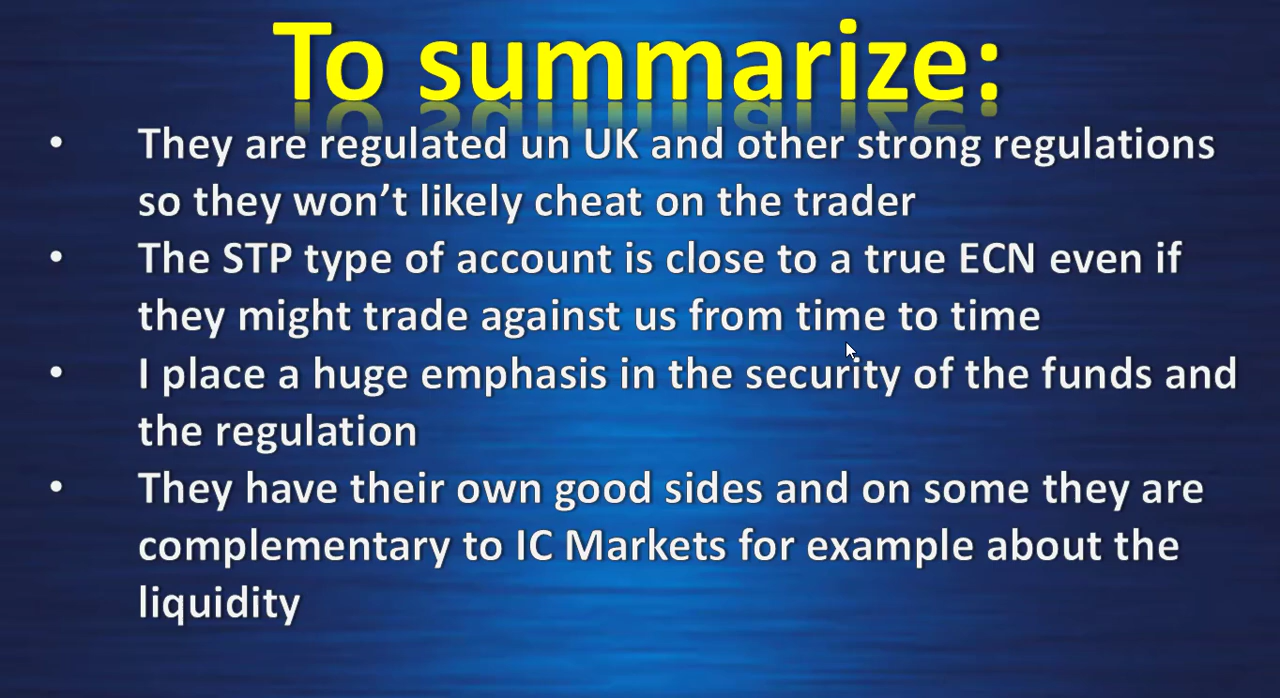 To summarize:
• They are regulated un UK and other strong regulations
so they won’t likely cheat on the trader
• The STP type of account is close to a true ECN even if
they might trade against us from time to time
• I place a huge emphasis in the security of the funds and
the regulation
• They have their own good sides and on some they are
complementary to IC Markets for example about the
liquidity